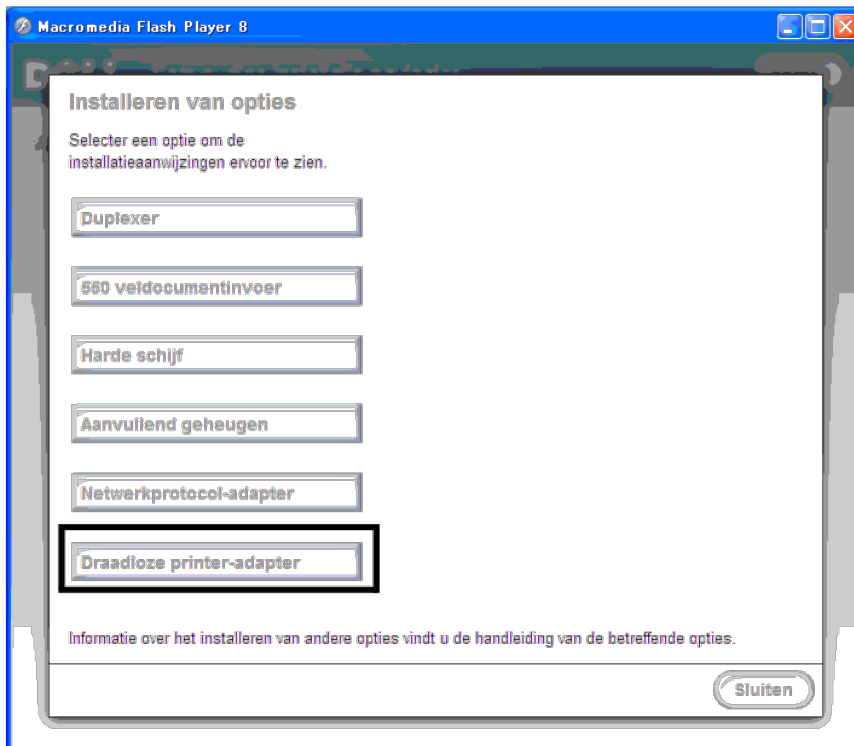 Macromedia Flash Player 8
Installeren van opties
Selecter een optie om de
installatieaanwijzingen ervoor te zien.
Duplexer
550 veldocumentinvoer
Harde schijf
Aanvullend geheugen
Netwerkprotocol-adapter
Draadloze printer-adapter
Informatie over het installeren van andere opties vindt u de handleiding van de betreffende opties.
Sluiten